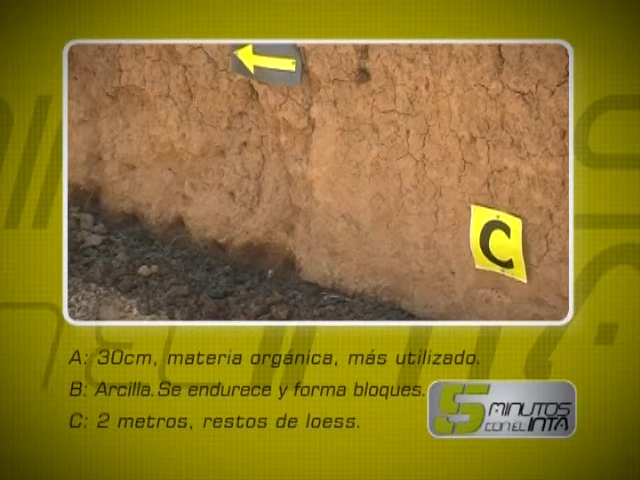 C
A: 30cm, materia orgánica, más utilizado.
B: Arcilla. Se endurece y forma bloques.
C: 2 metros, restos de loess.
5 MINUTOS
CON EL INTA